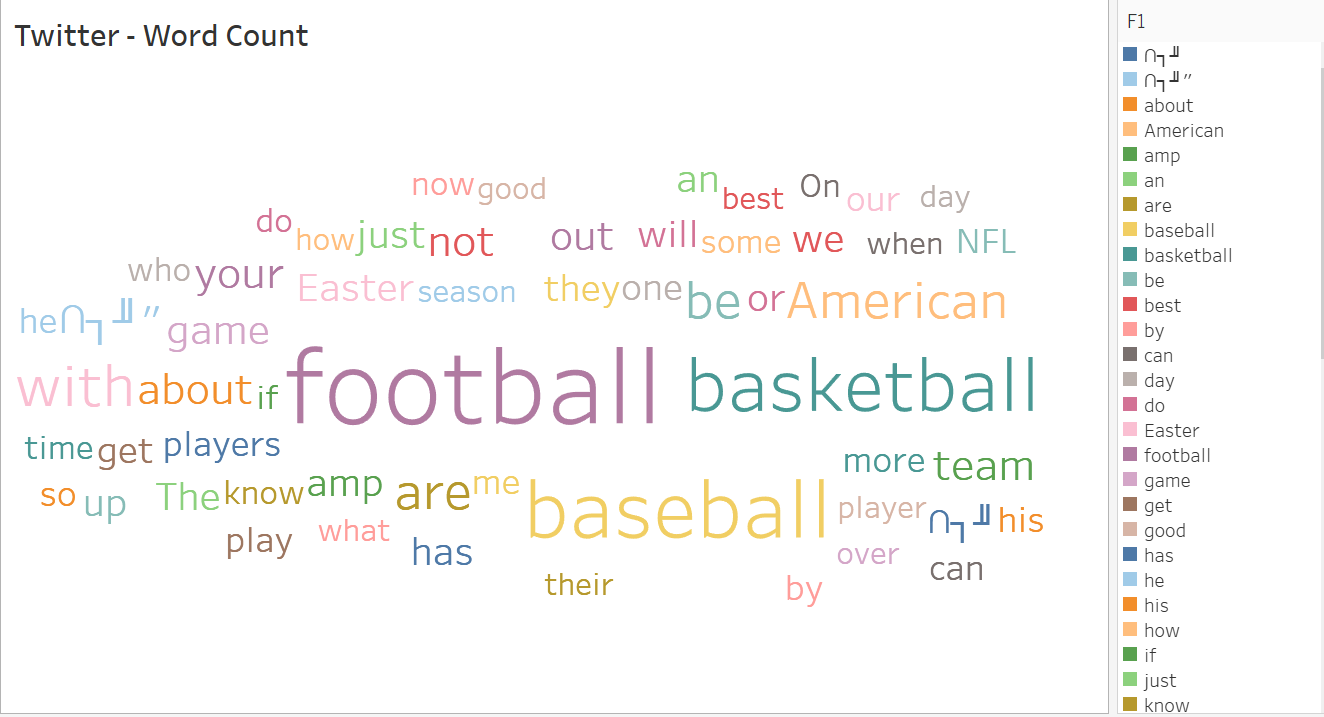 Twitter - Word Count
now good an best On our day
do how just not out will some we when NFL
who your Easter season they one be or American
he ∩┐╜” game
with about if football basketball
time get players more team
so up The know amp are me baseball player ∩┐╜ his
play what has over can
their by
F1
∩┐╜
∩┐╜”
about
American
amp
an
are
baseball
basketball
be
best
by
can
day
do
Easter
football
game
get
good
has
he
his
how
if
just
know